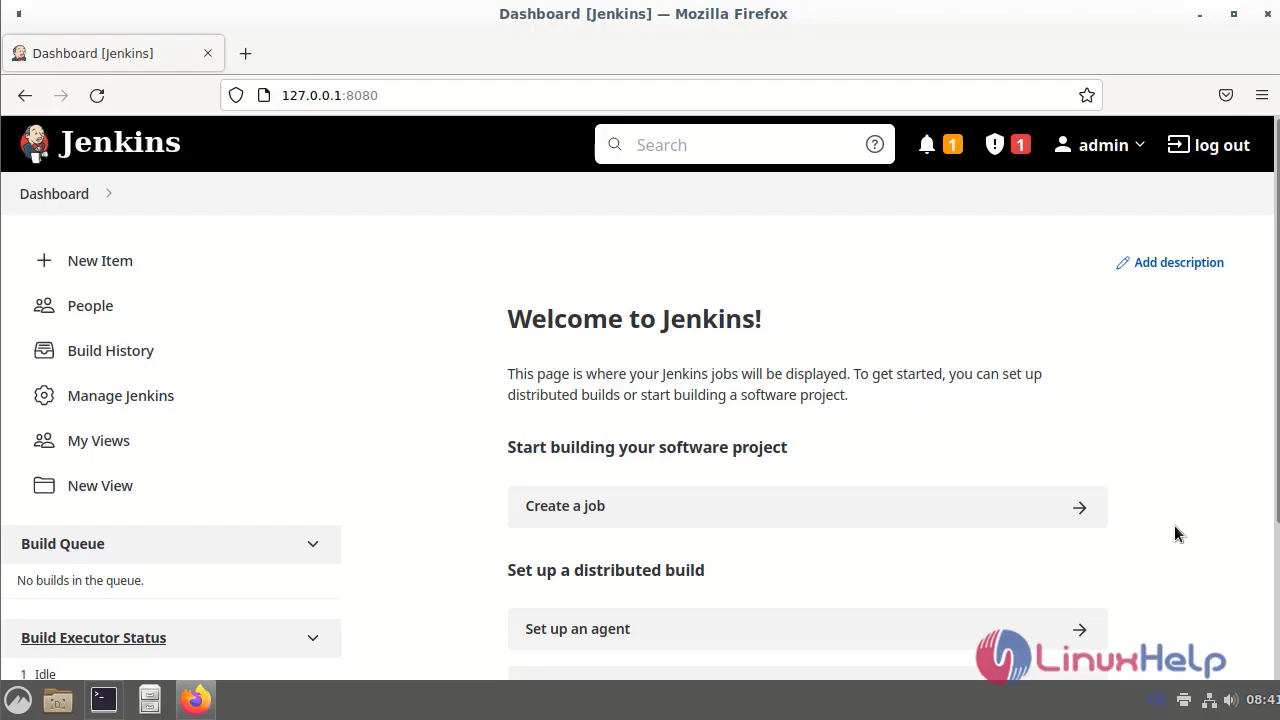 Dashboard [Jenkins] — Mozilla Firefox
Dashboard [Jenkins]
127.0.0.1:8080
Jenkins
Search
1
1
admin
log out
Dashboard
New Item
People
Build History
Manage Jenkins
My Views
New View
Build Queue
No builds in the queue.
Build Executor Status
1 Idle
Add description
Welcome to Jenkins!
This page is where your Jenkins jobs will be displayed. To get started, you can set up
distributed builds or start building a software project.
Start building your software project
Create a job
Set up a distributed build
Set up an agent
LinuxHelp
08:41